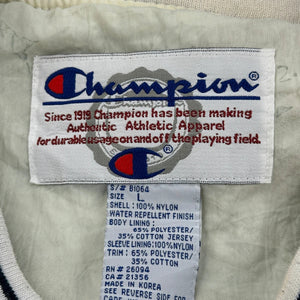 Champion®
Since 1919 Champion has been making
Authentic Athletic Apparel
for durable usage on and off the playing field.
S/# B1064
SIZE L
SHELL: 100% NYLON
WATER REPELLENT FINISH
BODY LINING:
65% POLYESTER/
35% COTTON JERSEY
SLEEVE LINING: 100% NYLON
TRIM: 65% POLYESTER/
35% COTTON
RN # 26094
CA # 21356
MADE IN KOREA
SEE REVERSE SIDE FOR